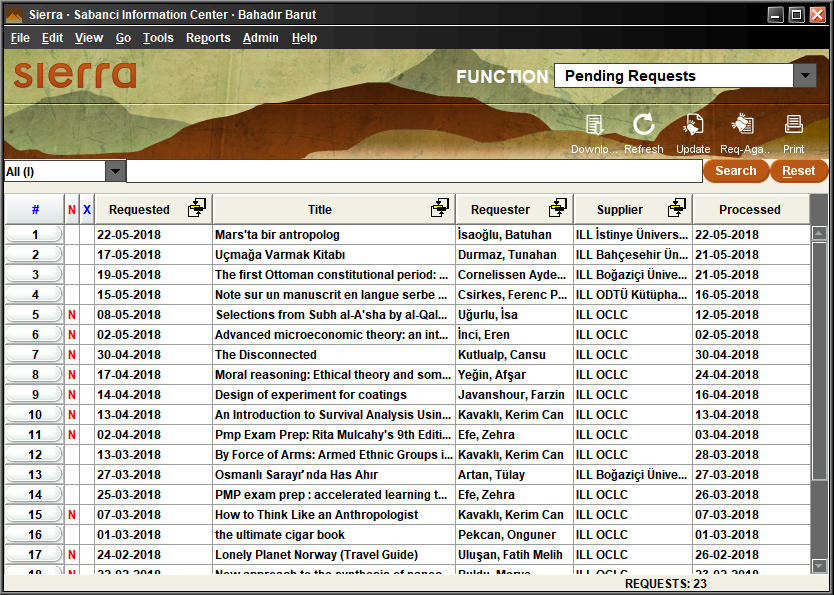 Sierra · Sabanci Information Center · Bahadır Barut
File Edit View Go Tools Reports Admin Help
sierra
FUNCTION Pending Requests
Downlo... Refresh Update Req-Aga... Print
All (l) Search Reset
# N X Requested Title Requester Supplier Processed
1 22-05-2018 Mars'ta bir antropolog İsaoğlu, Batuhan ILL İstinye Ünivers... 22-05-2018
2 17-05-2018 Uçmağa Varmak Kitabı Durmaz, Tunahan ILL Bahçesehir Ün... 21-05-2018
3 19-05-2018 The first Ottoman constitutional period: ... Cornelissen Ayde... ILL Boğaziçi Ünive... 21-05-2018
4 15-05-2018 Note sur un manuscrit en langue serbe ... Csirkes, Ferenc P... ILL ODTÜ Kütüpha... 16-05-2018
5 N 08-05-2018 Selections from Subh al-A'sha by al-Qal... Uğurlu, İsa ILL OCLC 12-05-2018
6 N 02-05-2018 Advanced microeconomic theory: an int... İnci, Eren ILL OCLC 02-05-2018
7 N 30-04-2018 The Disconnected Kutlualp, Cansu ILL OCLC 30-04-2018
8 N 17-04-2018 Moral reasoning: Ethical theory and som... Yeğin, Afşar ILL OCLC 24-04-2018
9 N 14-04-2018 Design of experiment for coatings Javanshour, Farzin ILL OCLC 16-04-2018
10 N 13-04-2018 An Introduction to Survival Analysis Usin... Kavaklı, Kerim Can ILL OCLC 13-04-2018
11 N 02-04-2018 Pmp Exam Prep: Rita Mulcahy's 9th Editi... Efe, Zehra ILL OCLC 03-04-2018
12 13-03-2018 By Force of Arms: Armed Ethnic Groups i... Kavaklı, Kerim Can ILL OCLC 28-03-2018
13 27-03-2018 Osmanlı Sarayı'nda Has Ahır Artan, Tülay ILL Boğaziçi Ünive... 27-03-2018
14 25-03-2018 PMP exam prep : accelerated learning t... Efe, Zehra ILL OCLC 26-03-2018
15 N 07-03-2018 How to Think Like an Anthropologist Kavaklı, Kerim Can ILL OCLC 07-03-2018
16 01-03-2018 the ultimate cigar book Pekcan, Onguner ILL OCLC 01-03-2018
17 N 24-02-2018 Lonely Planet Norway (Travel Guide) Uluşan, Fatih Melih ILL OCLC 26-02-2018
REQUESTS: 23